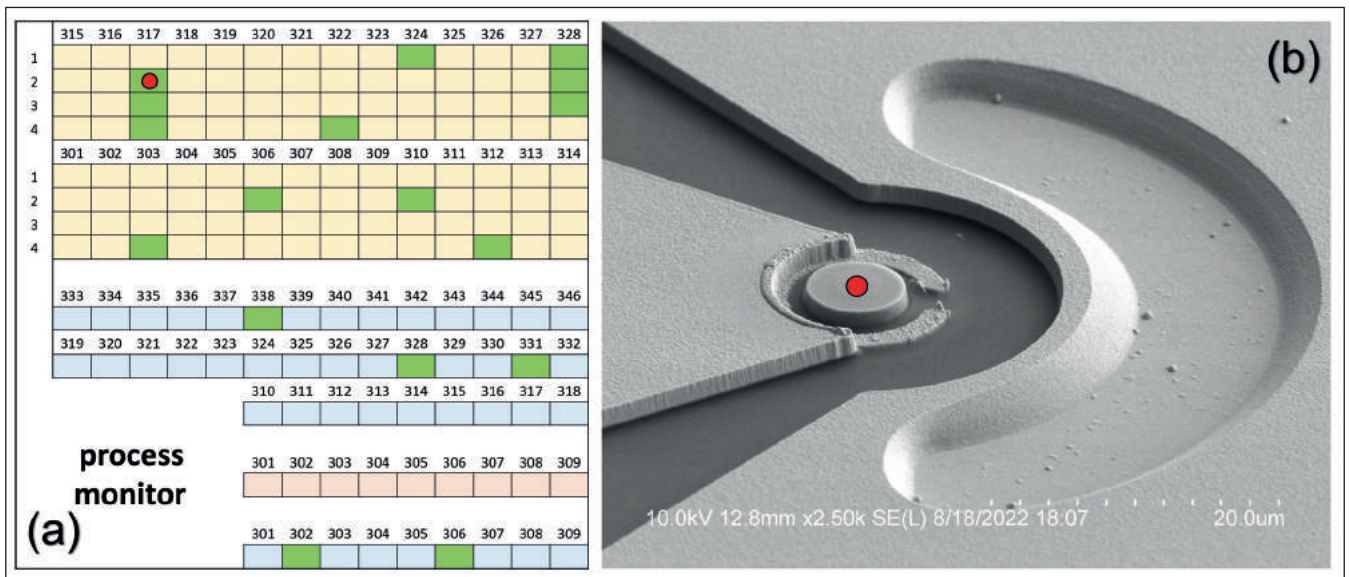 315 316 317 318 319 320 321 322 323 324 325 326 327 328
1
2
3
4
301 302 303 304 305 306 307 308 309 310 311 312 313 314
1
2
3
4
333 334 335 336 337 338 339 340 341 342 343 344 345 346
319 320 321 322 323 324 325 326 327 328 329 330 331 332
310 311 312 313 314 315 316 317 318
process
monitor
301 302 303 304 305 306 307 308 309
(a)
301 302 303 304 305 306 307 308 309
(b)
10.0kV 12.8mm x2.50k SE(L) 8/18/2022 18:07 20.0um